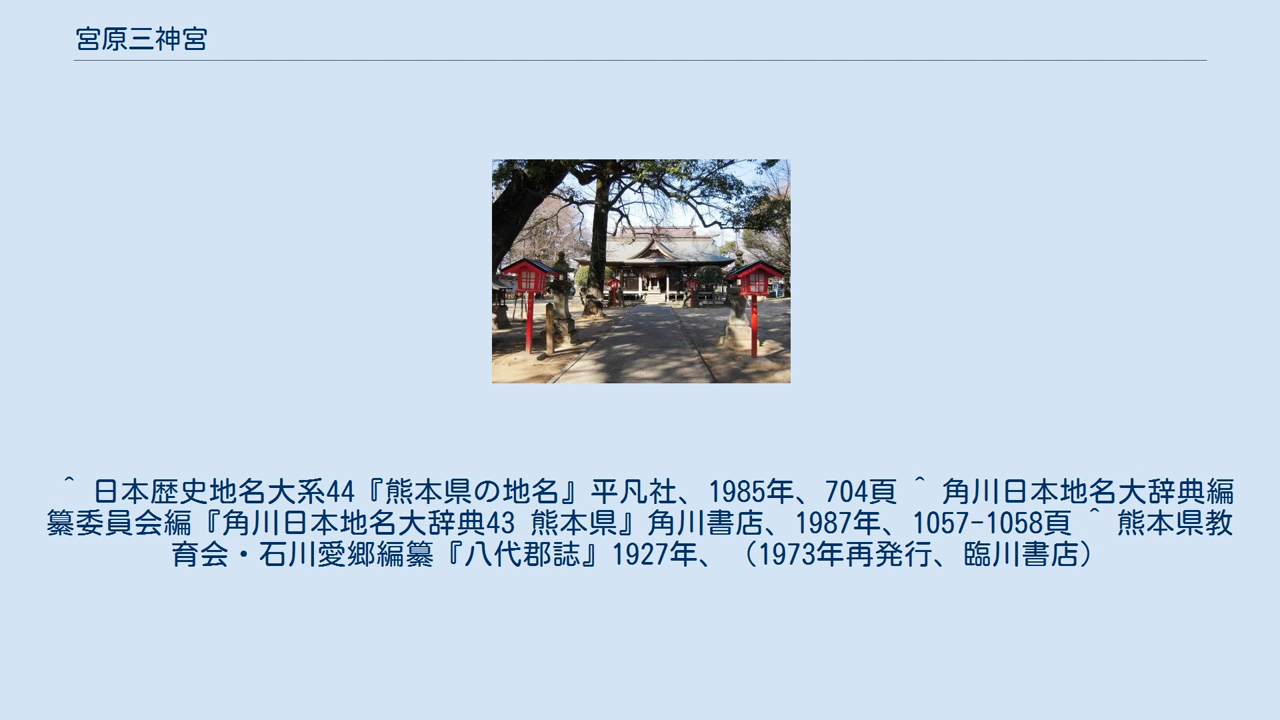 宮原三神宮
^ 日本歴史地名大系44『熊本県の地名』平凡社、1985年、704頁 ^ 角川日本地名大辞典編
纂委員会編『角川日本地名大辞典43 熊本県』角川書店、1987年、1057-1058頁 ^ 熊本県教
育会・石川愛郷編纂『八代郡誌』1927年、（1973年再発行、臨川書店）